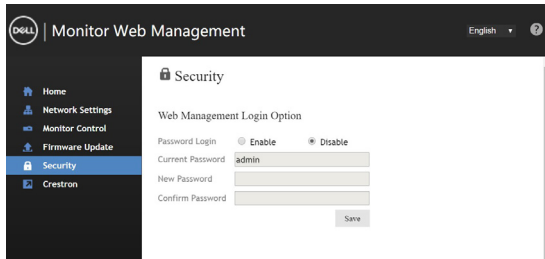 DELL | Monitor Web Management
English
?
Home
Network Settings
Monitor Control
Firmware Update
Security
Crestron
Security
Web Management Login Option
Password Login Enable Disable
Current Password admin
New Password
Confirm Password
Save